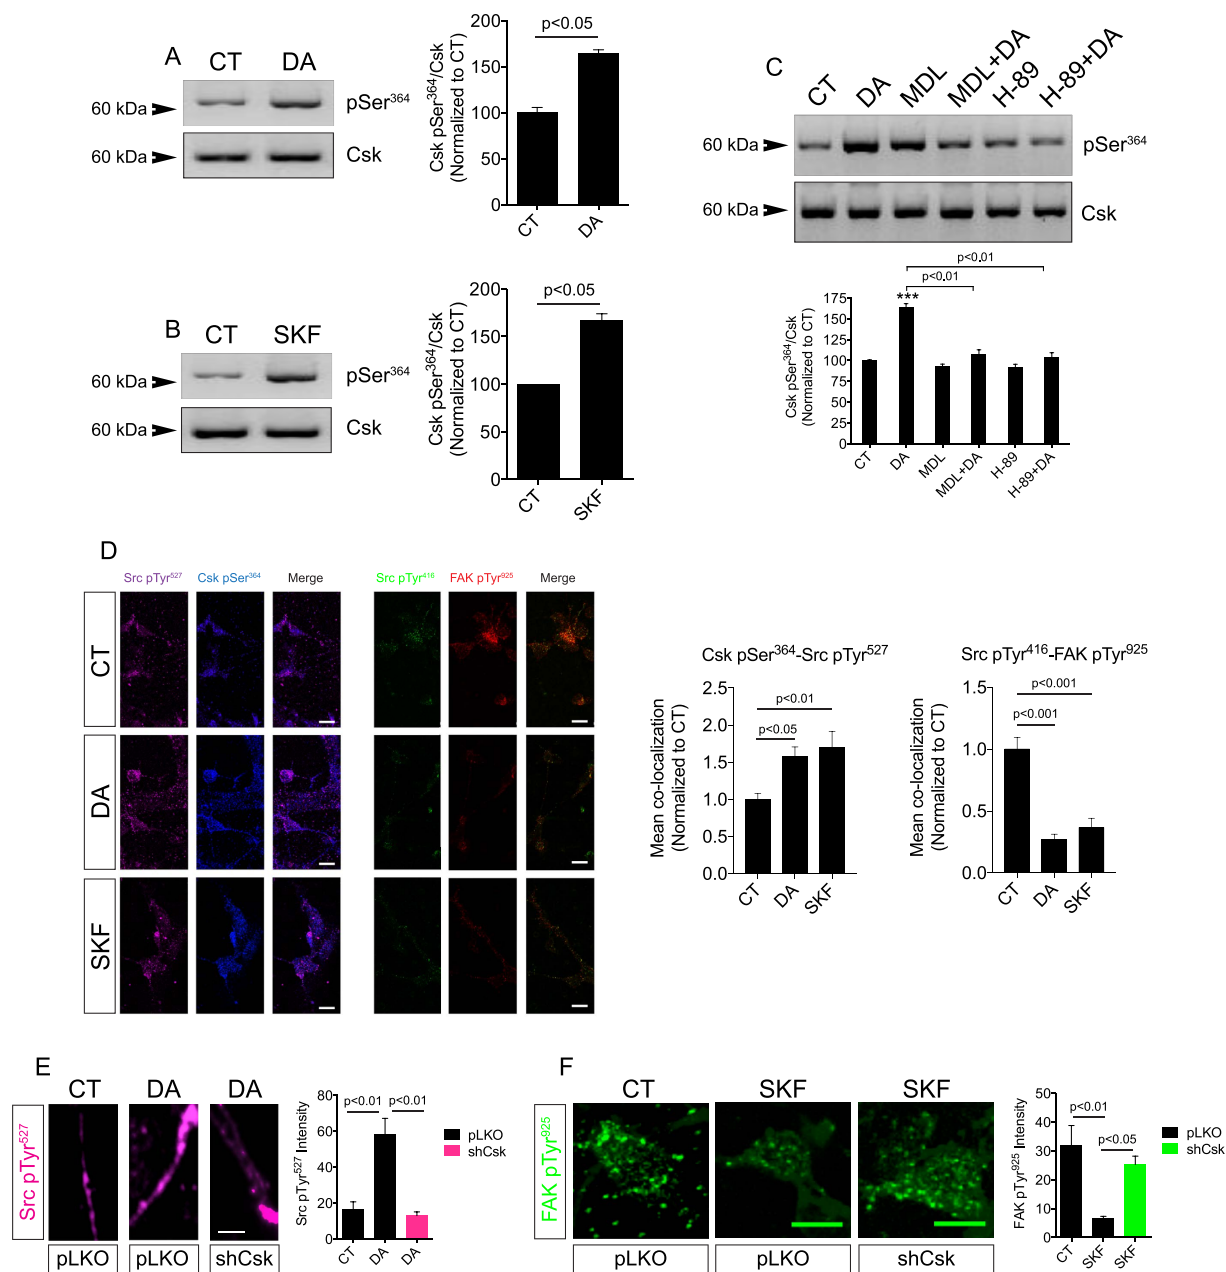 A
CT DA
60 kDa pSer364
60 kDa Csk
Csk pSer364/Csk
(Normalized to CT)
200
150
100
50
0
p<0.05
CT DA
B
CT SKF
60 kDa pSer364
60 kDa Csk
Csk pSer364/Csk
(Normalized to CT)
200
150
100
50
0
p<0.05
CT SKF
C
CT DA MDL MDL+DA H-89 H-89+DA
60 kDa pSer364
60 kDa Csk
p<0.01
p<0.01
***
Csk pSer364/Csk
(Normalized to CT)
175
150
125
100
75
50
25
0
CT DA MDL MDL+DA H-89 H-89+DA
D
Src pTyr527 Csk pSer364 Merge Src pTyr416 FAK pTyr925 Merge
CT
DA
SKF
Csk pSer364-Src pTyr527
Mean co-localization
(Normalized to CT)
2.5
2.0
1.5
1.0
0.5
0.0
p<0.01
p<0.05
CT DA SKF
Src pTyr416-FAK pTyr925
Mean co-localization
(Normalized to CT)
1.5
1.0
0.5
0.0
p<0.001
p<0.001
CT DA SKF
E
CT DA DA
Src pTyr527
pLKO pLKO shCsk
Src pTyr527 Intensity
80
60
40
20
0
p<0.01 p<0.01
CT DA DA
pLKO
shCsk
F
CT SKF SKF
FAK pTyr925
pLKO pLKO shCsk
FAK pTyr925 Intensity
40
30
20
10
0
p<0.01
p<0.05
CT SKF SKF
pLKO
shCsk